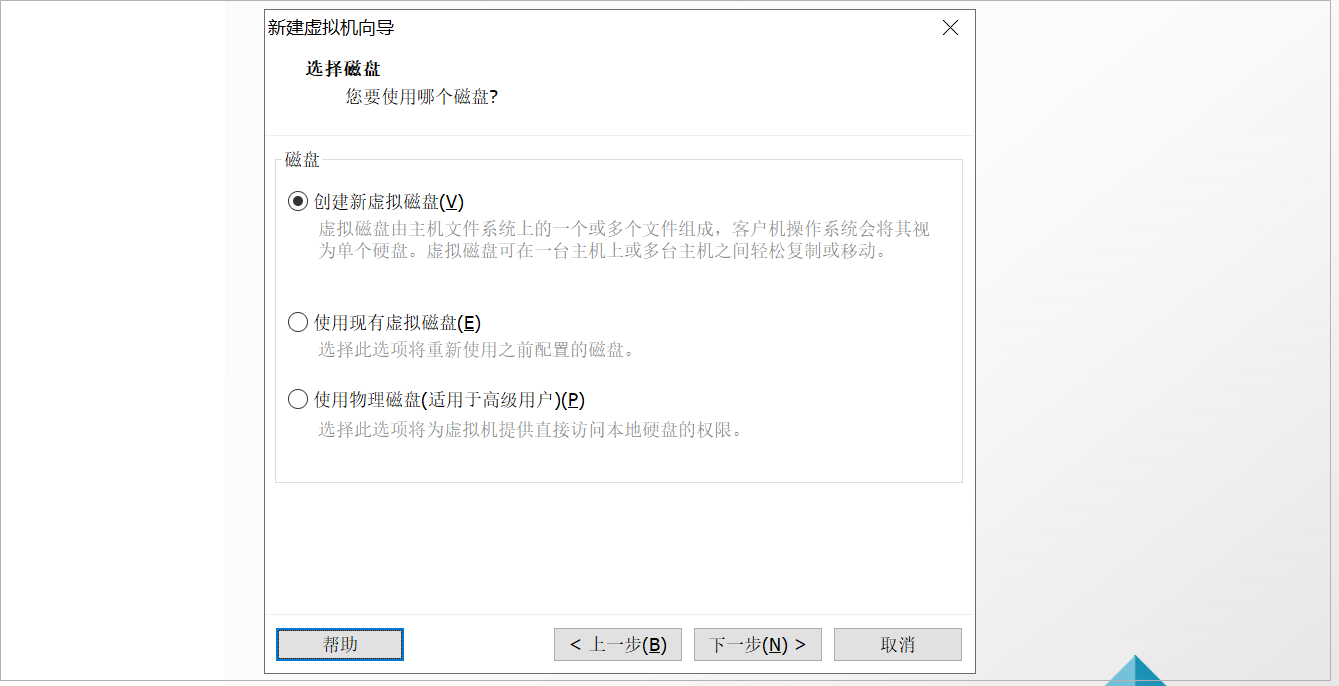 新建虚拟机向导
选择磁盘
您要使用哪个磁盘?
磁盘
创建新虚拟磁盘(V)
虚拟磁盘由主机文件系统上的一个或多个文件组成，客户机操作系统会将其视
为单个硬盘。虚拟磁盘可在一台主机上或多台主机之间轻松复制或移动。
使用现有虚拟磁盘(E)
选择此选项将重新使用之前配置的磁盘。
使用物理磁盘(适用于高级用户)(P)
选择此选项将为虚拟机提供直接访问本地硬盘的权限。
帮助
< 上一步(B)
下一步(N) >
取消